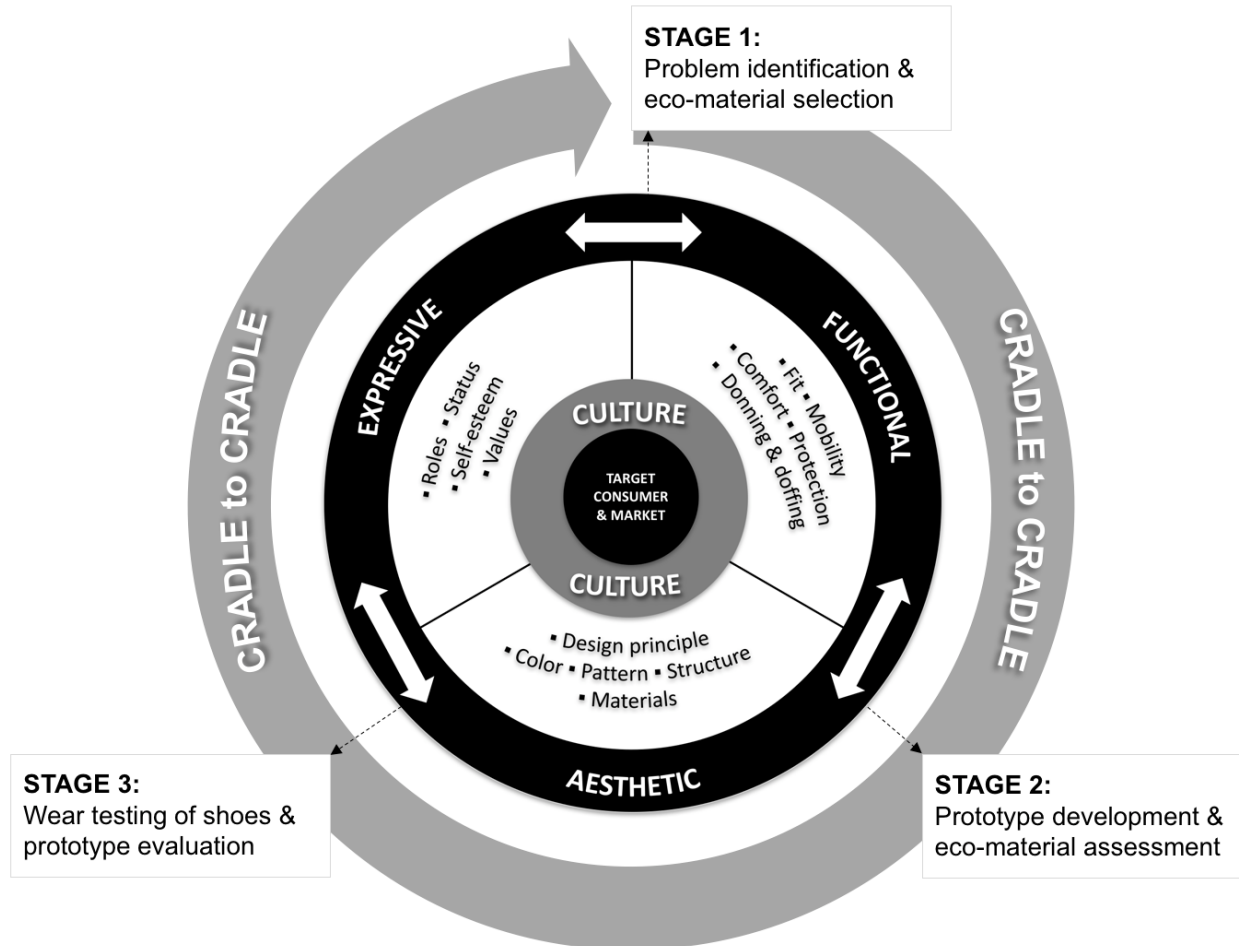 STAGE 1:
Problem identification &
eco-material selection
CRADLE to CRADLE
CRADLE to CRADLE
EXPRESSIVE
FUNCTIONAL
AESTHETIC
▪ Roles ▪ Status
▪ Self-esteem
▪ Values
▪ Fit ▪ Mobility
▪ Comfort ▪ Protection
▪ Donning & doffing
CULTURE
TARGET
CONSUMER
& MARKET
CULTURE
▪ Design principle
▪ Color ▪ Pattern ▪ Structure
▪ Materials
STAGE 3:
Wear testing of shoes &
prototype evaluation
STAGE 2:
Prototype development &
eco-material assessment